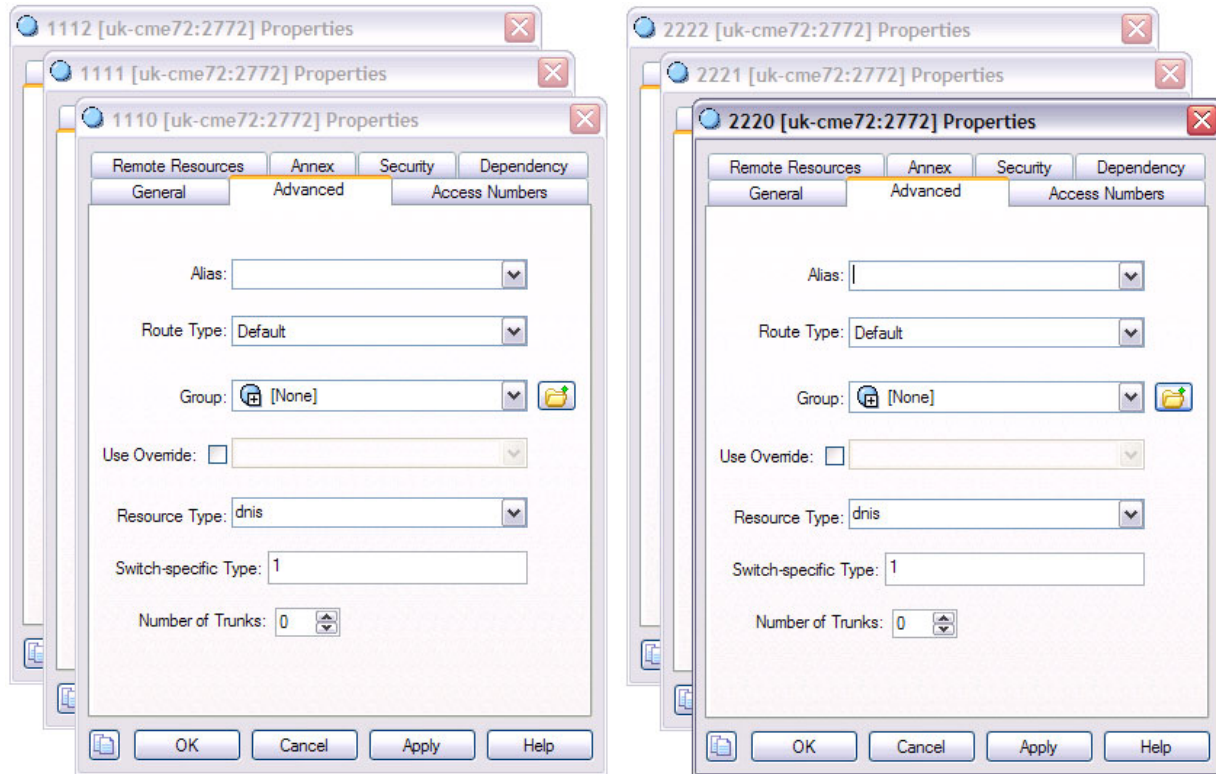 1112 [uk-cme72:2772] Properties
1111 [uk-cme72:2772] Properties
1110 [uk-cme72:2772] Properties
Remote Resources Annex Security Dependency
General Advanced Access Numbers
Alias:
Route Type: Default
Group: [None]
Use Override:
Resource Type: dnis
Switch-specific Type: 1
Number of Trunks: 0
OK Cancel Apply Help
2222 [uk-cme72:2772] Properties
2221 [uk-cme72:2772] Properties
2220 [uk-cme72:2772] Properties
Remote Resources Annex Security Dependency
General Advanced Access Numbers
Alias:
Route Type: Default
Group: [None]
Use Override:
Resource Type: dnis
Switch-specific Type: 1
Number of Trunks: 0
OK Cancel Apply Help